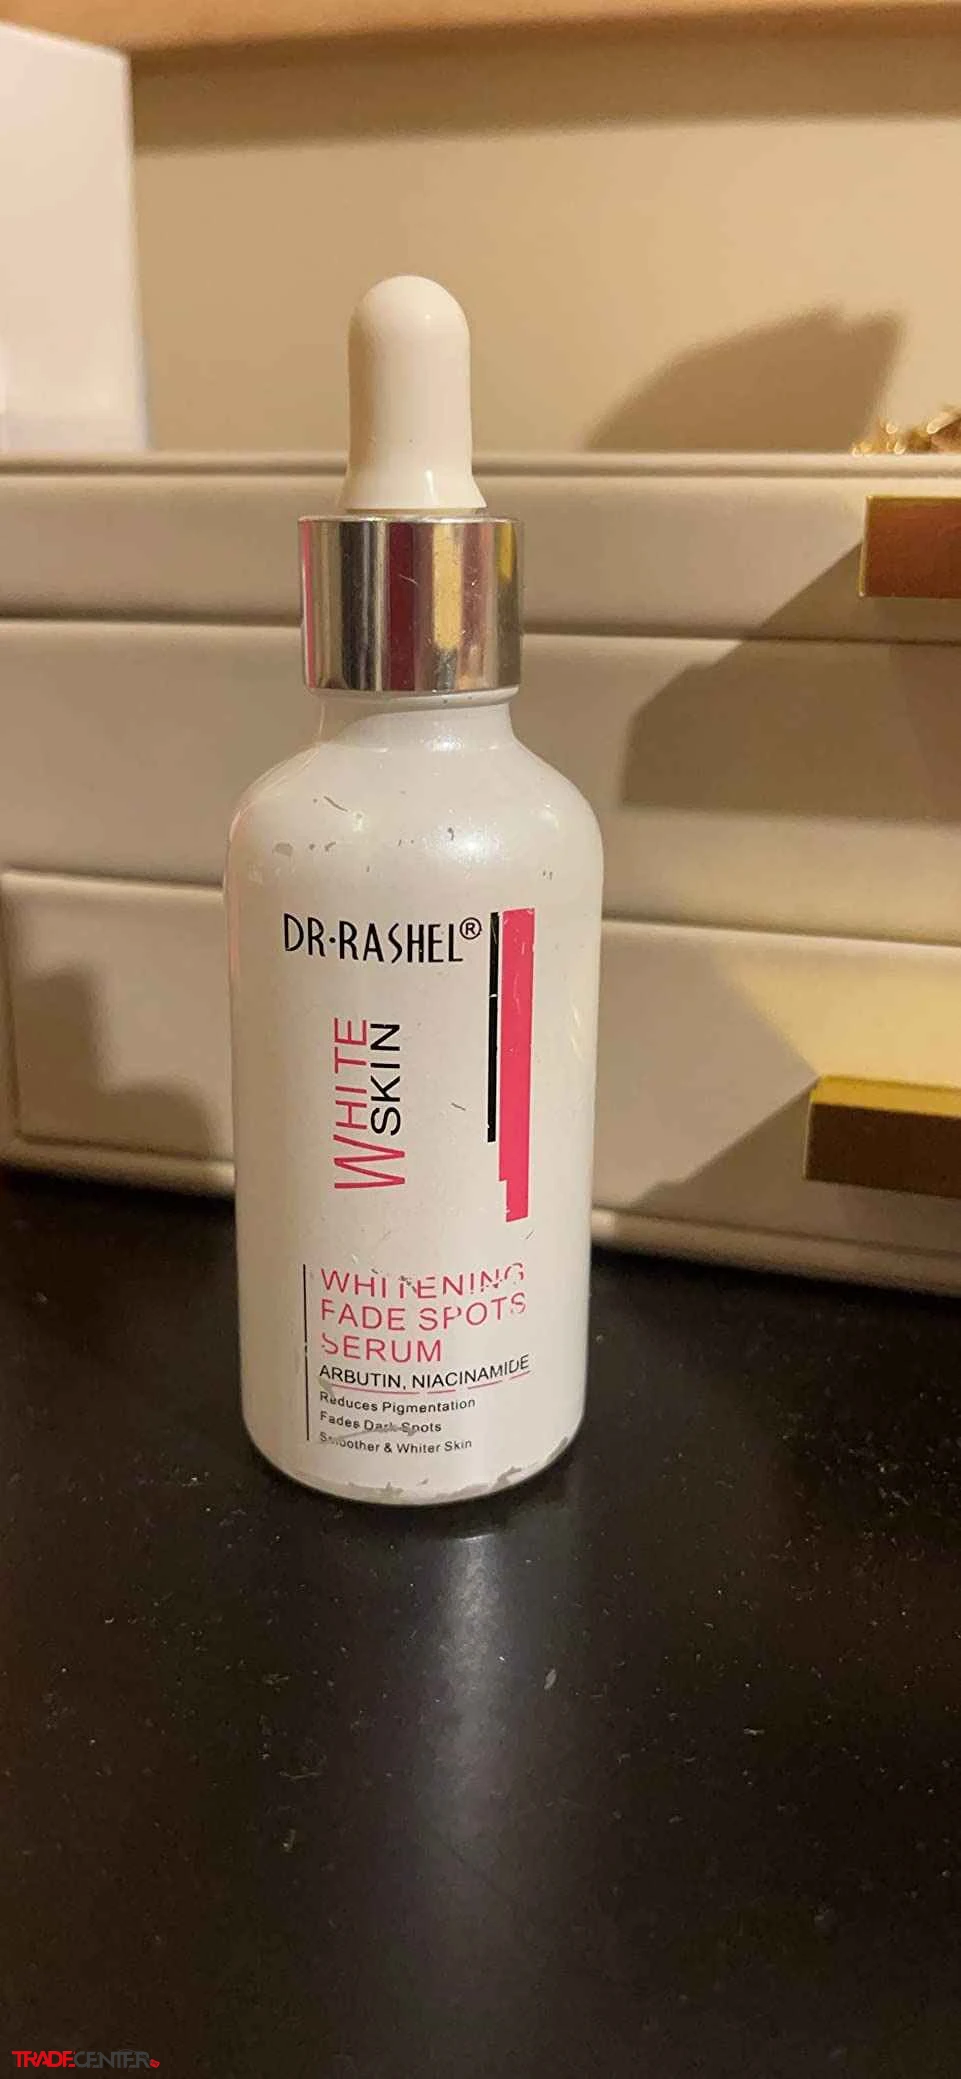 DR·RASHEL®
WHITE
SKIN
WHITENING
FADE SPOTS
SERUM
ARBUTIN, NIACINAMIDE
Reduces Pigmentation
Fades Dark Spots
Smoother & Whiter Skin
TRADECENTER